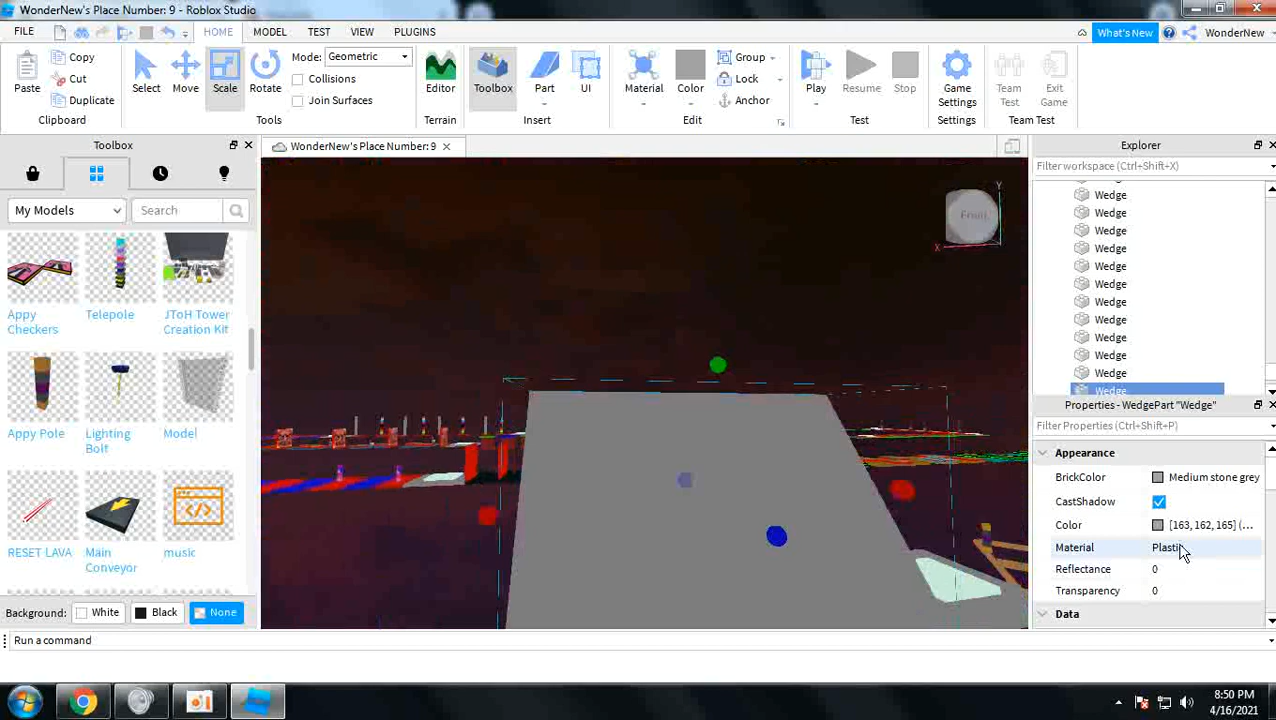 WonderNew's Place Number: 9 - Roblox Studio
FILE HOME MODEL TEST VIEW PLUGINS What's New WonderNew
Paste Copy Cut Duplicate Clipboard
Select Move Scale Rotate Mode: Geometric Collisions Join Surfaces Tools
Editor Terrain
Toolbox Part UI Insert
Material Color Group Lock Anchor Edit
Play Resume Stop Test
Game Settings Settings
Team Test Exit Game Team Test
Toolbox
My Models Search
Appy Checkers
Telepole
JToH Tower Creation Kit
Appy Pole
Lighting Bolt
Model
RESET LAVA
Main Conveyor
music
Background: White Black None
WonderNew's Place Number: 9
Y
X
Explorer
Filter workspace (Ctrl+Shift+X)
Wedge
Wedge
Wedge
Wedge
Wedge
Wedge
Wedge
Wedge
Wedge
Wedge
Wedge
Wedge
Properties - WedgePart "Wedge"
Filter Properties (Ctrl+Shift+P)
Appearance
BrickColor Medium stone grey
CastShadow
Color [163, 162, 165] (...
Material Plastic
Reflectance 0
Transparency 0
Data
Run a command
8:50 PM
4/16/2021